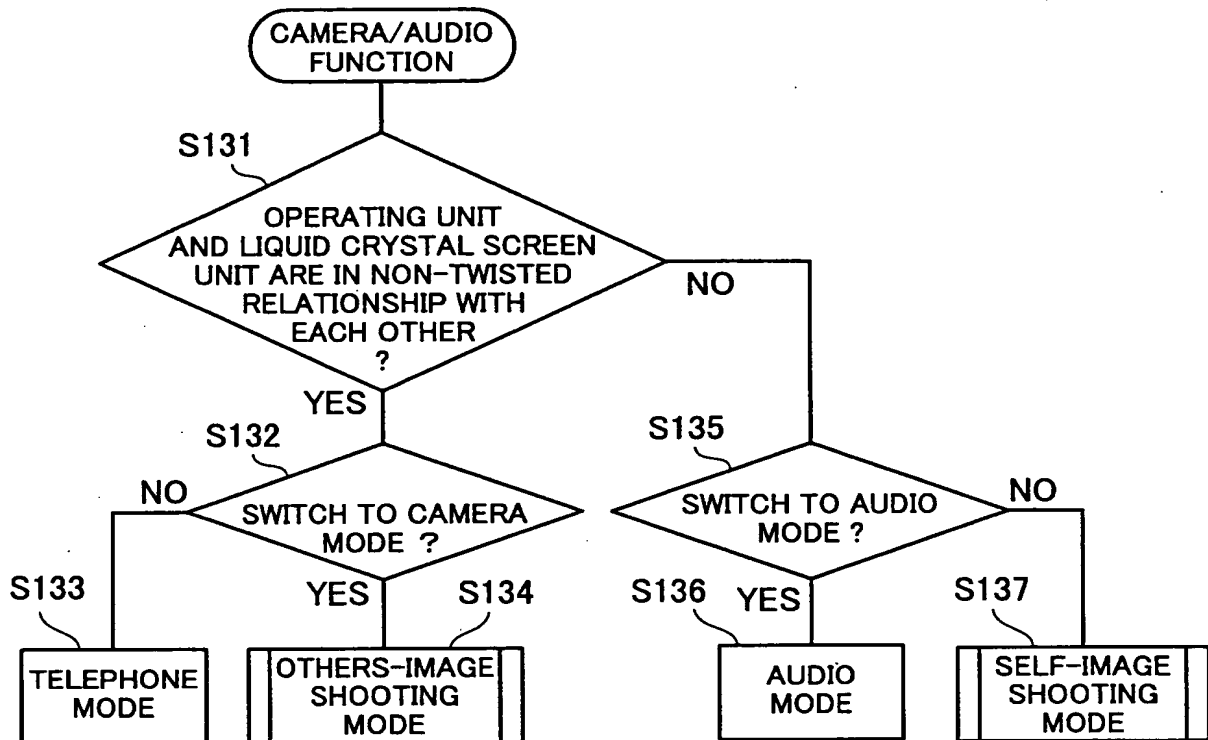 CAMERA/AUDIO
FUNCTION
S131
OPERATING UNIT
AND LIQUID CRYSTAL SCREEN
UNIT ARE IN NON-TWISTED
RELATIONSHIP WITH
EACH OTHER
?
NO
YES
S132
S135
NO
SWITCH TO CAMERA
MODE ?
SWITCH TO AUDIO
MODE ?
NO
S133
YES
S134
S136
YES
S137
TELEPHONE
MODE
OTHERS-IMAGE
SHOOTING
MODE
AUDIO
MODE
SELF-IMAGE
SHOOTING
MODE